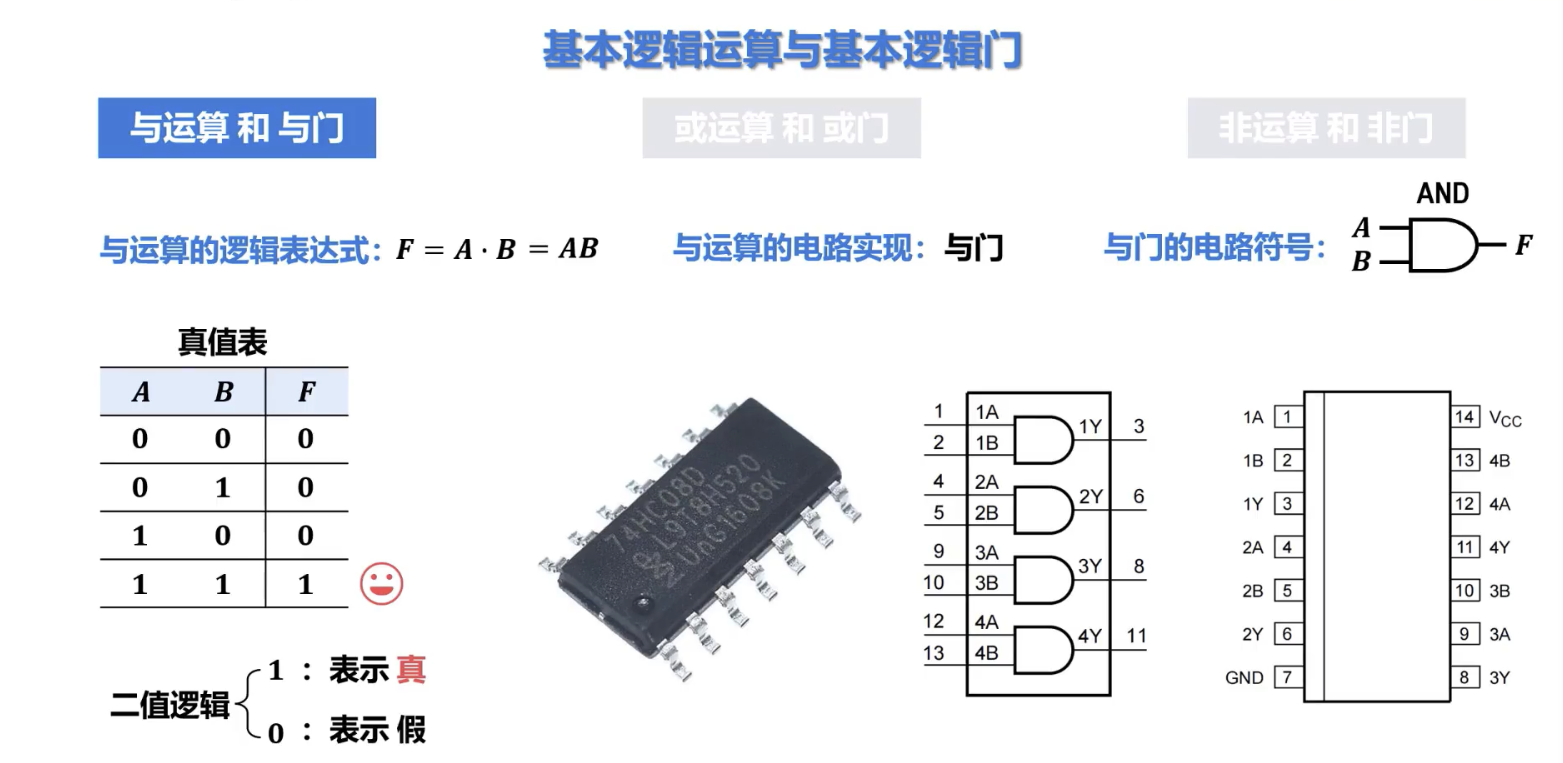 基本逻辑运算与基本逻辑门
与运算 和 与门
或运算 和 或门
非运算 和 非门
与运算的逻辑表达式：F = A · B = AB
与运算的电路实现：与门
与门的电路符号：
AND
A
B
F
真值表
A B F
0 0 0
0 1 0
1 0 0
1 1 1
二值逻辑
1 ：表示 真
0 ：表示 假
74HC08D
L9T8H520
UnG1608K
1 1A 1Y 3
2 1B
4 2A 2Y 6
5 2B
9 3A 3Y 8
10 3B
12 4A 4Y 11
13 4B
1A 1 14 VCC
1B 2 13 4B
1Y 3 12 4A
2A 4 11 4Y
2B 5 10 3B
2Y 6 9 3A
GND 7 8 3Y